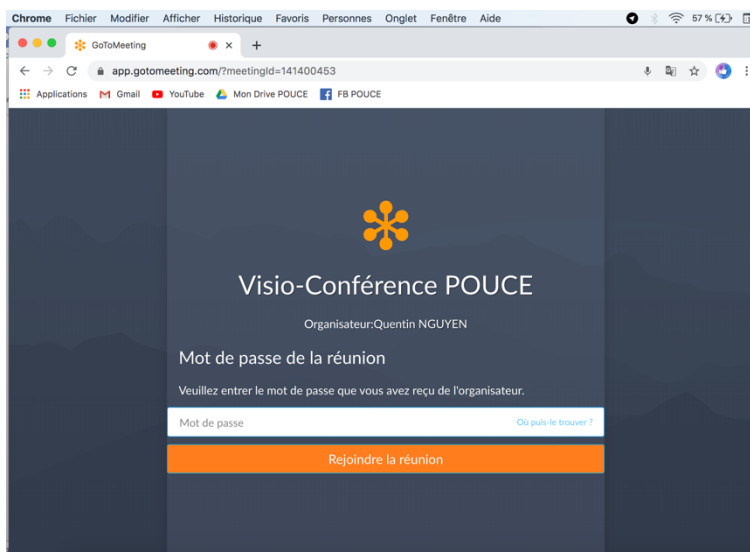 Chrome Fichier Modifier Afficher Historique Favoris Personnes Onglet Fenêtre Aide 57 %
GoToMeeting
app.gotomeeting.com/?meetingId=141400453
Applications Gmail YouTube Mon Drive POUCE FB POUCE
Visio-Conférence POUCE
Organisateur:Quentin NGUYEN
Mot de passe de la réunion
Veuillez entrer le mot de passe que vous avez reçu de l'organisateur.
Mot de passe Où puis-le trouver ?
Rejoindre la réunion